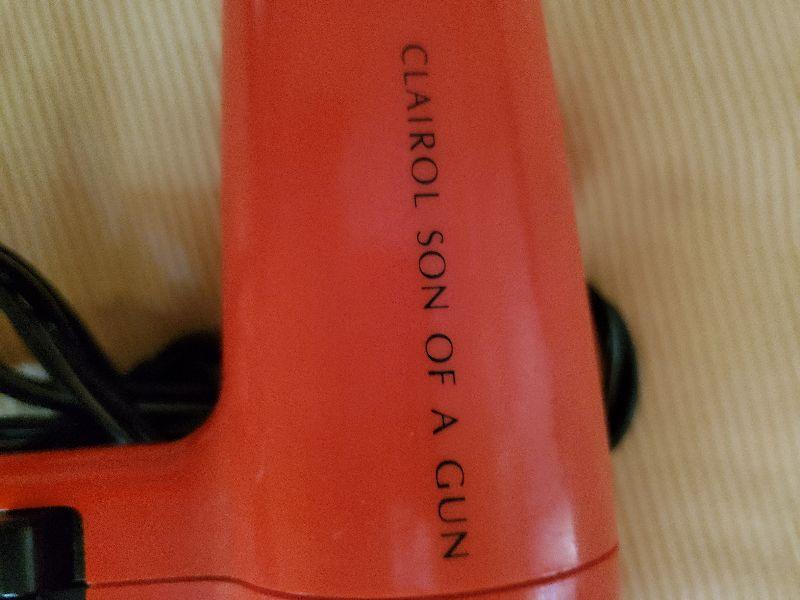 CLAIROL SON OF A GUN